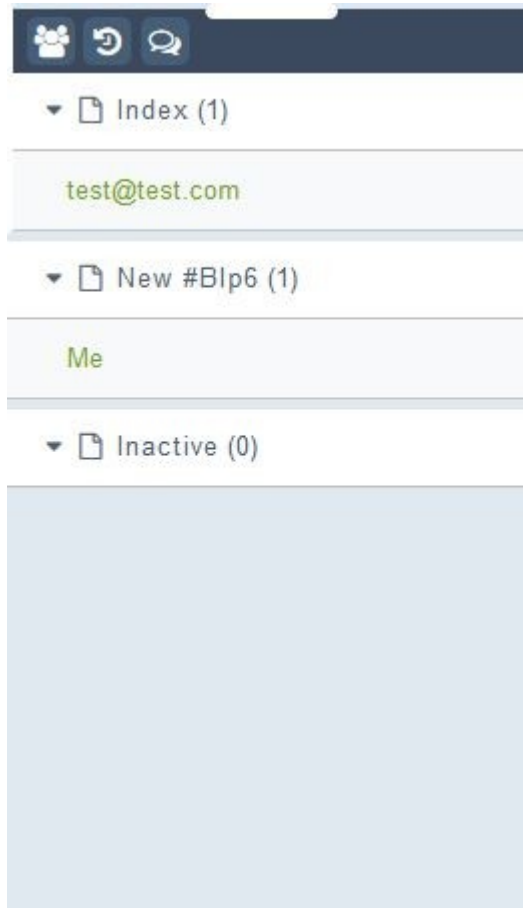 Index (1)
test@test.com
New #Blp6 (1)
Me
Inactive (0)